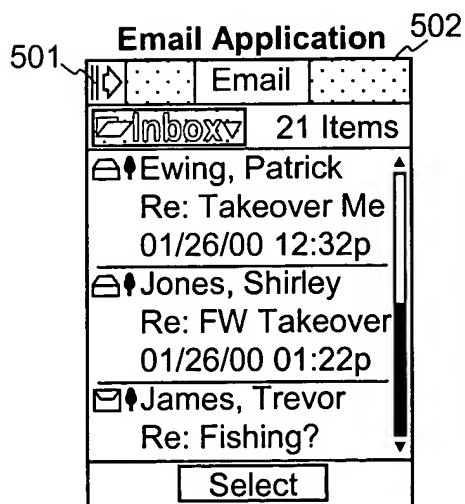 Email Application
501
502
Email
Inbox 21 Items
Ewing, Patrick
Re: Takeover Me
01/26/00 12:32p
Jones, Shirley
Re: FW Takeover
01/26/00 01:22p
James, Trevor
Re: Fishing?
Select